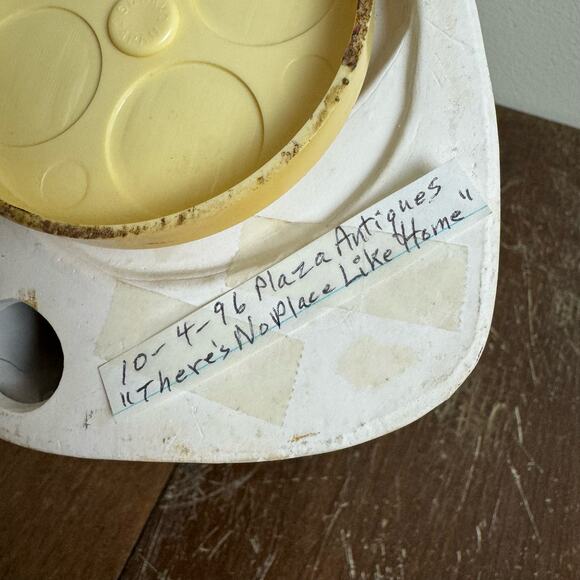 10-4-96 Plaza Antiques
"There's No Place Like Home"